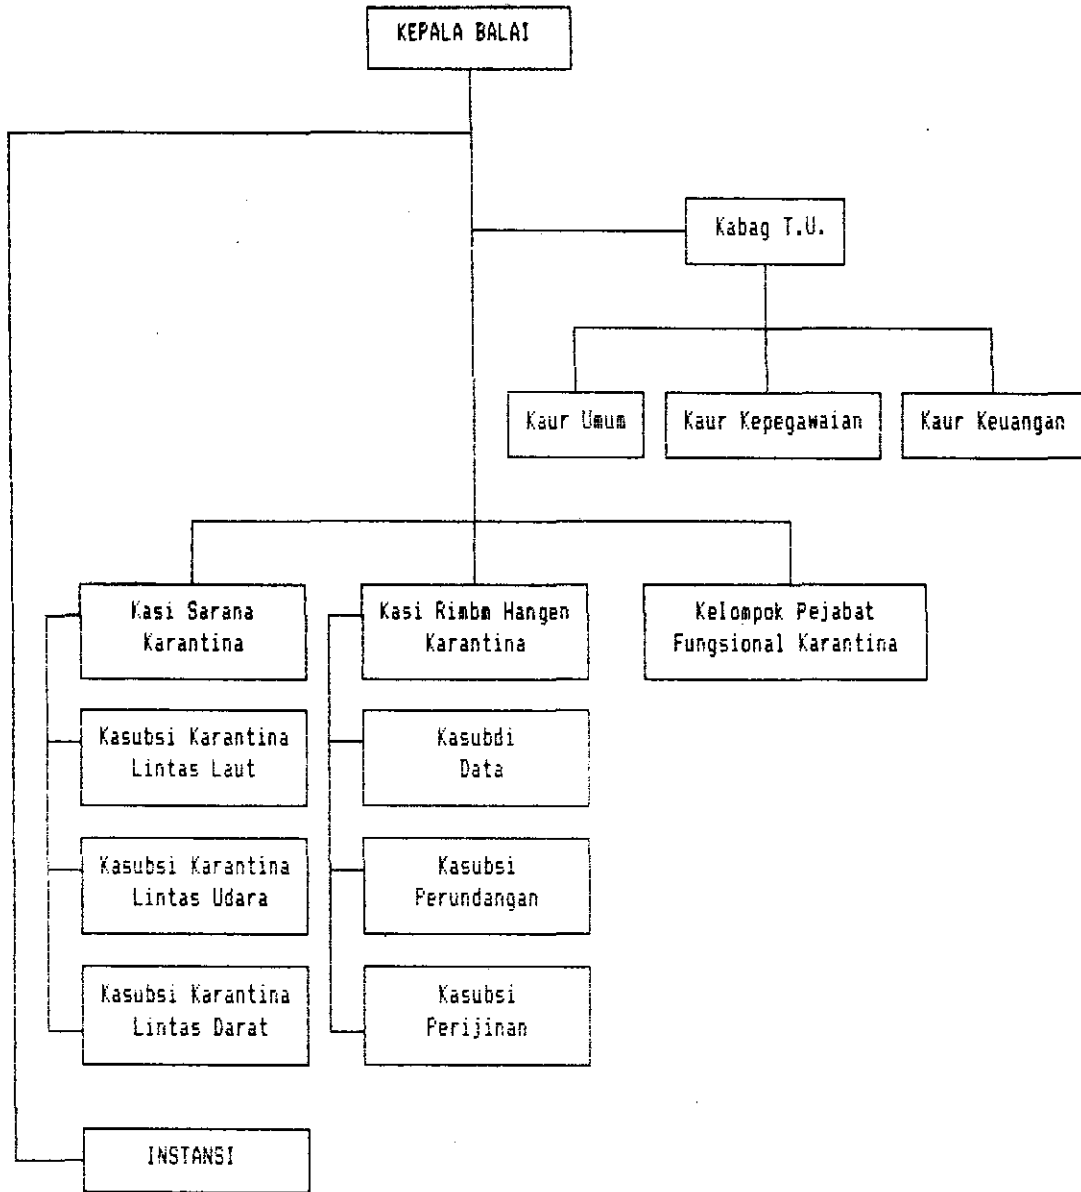 KEPALA BALAI
Kabag T.U.
Kaur Umum
Kaur Kepegawaian
Kaur Keuangan
Kasi Sarana
Karantina
Kasi Rimbm Hangen
Karantina
Kelompok Pejabat
Fungsional Karantina
Kasubsi Karantina
Lintas Laut
Kasubdi
Data
Kasubsi Karantina
Lintas Udara
Kasubsi
Perundangan
Kasubsi Karantina
Lintas Darat
Kasubsi
Perijinan
INSTANSI